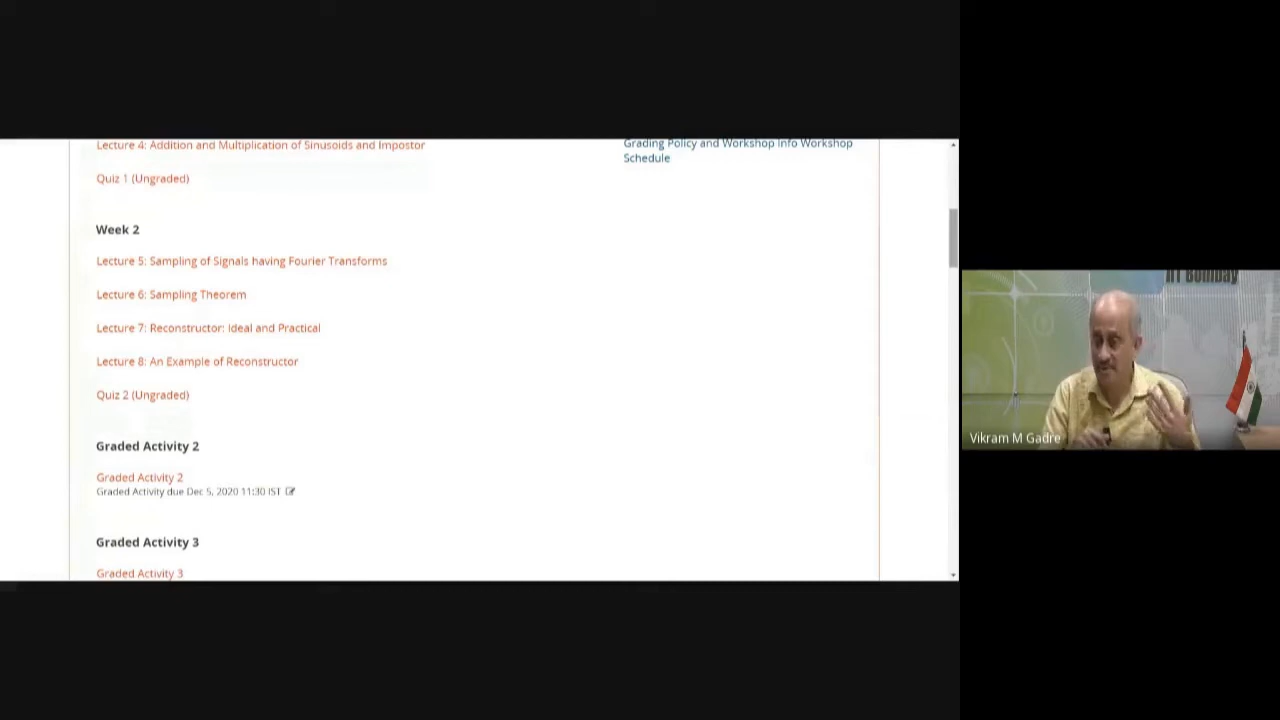 Lecture 4: Addition and Multiplication of Sinusoids and Impostor
Quiz 1 (Ungraded)
Week 2
Lecture 5: Sampling of Signals having Fourier Transforms
Lecture 6: Sampling Theorem
Lecture 7: Reconstructor: Ideal and Practical
Lecture 8: An Example of Reconstructor
Quiz 2 (Ungraded)
Graded Activity 2
Graded Activity 2
Graded Activity due Dec 5, 2020 11:30 IST
Graded Activity 3
Graded Activity 3
Grading Policy and Workshop Info Workshop
Schedule
IIT Bombay
Vikram M Gadre